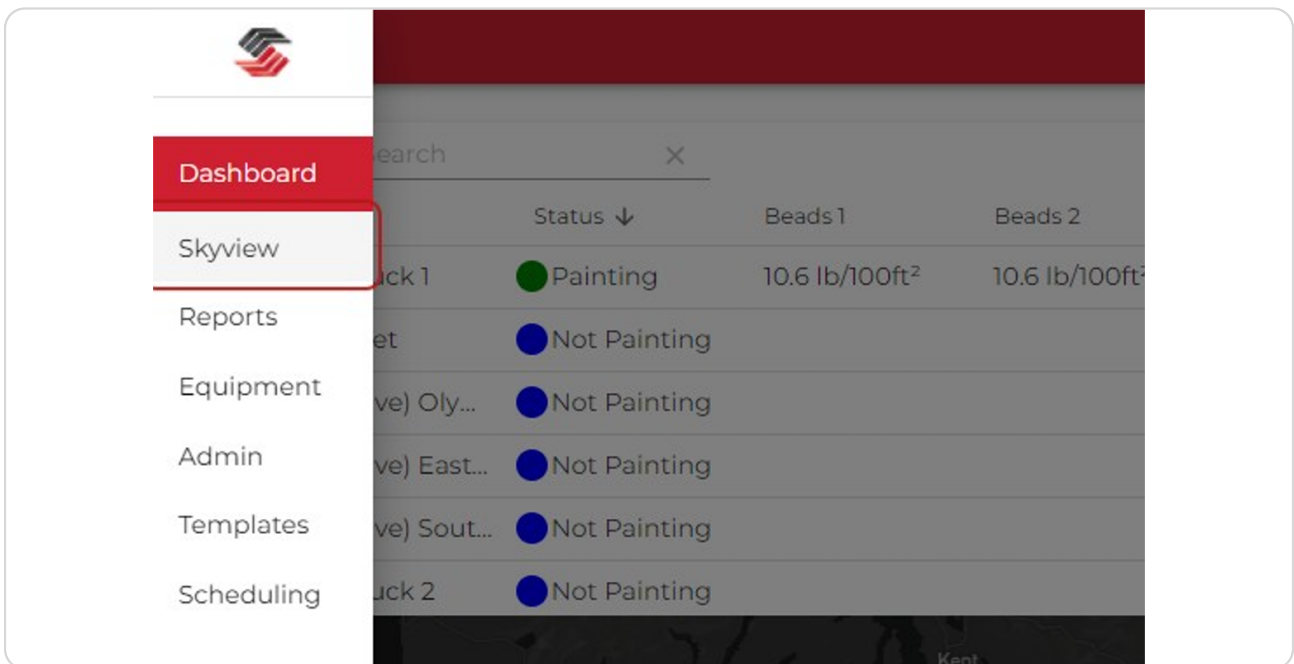 Dashboard
Skyview
Reports
Equipment
Admin
Templates
Scheduling
earch
Status Beads 1 Beads 2
uck 1 Painting 10.6 lb/100ft² 10.6 lb/100ft²
et Not Painting
ve) Oly... Not Painting
ve) East... Not Painting
ve) Sout... Not Painting
uck 2 Not Painting
Kent